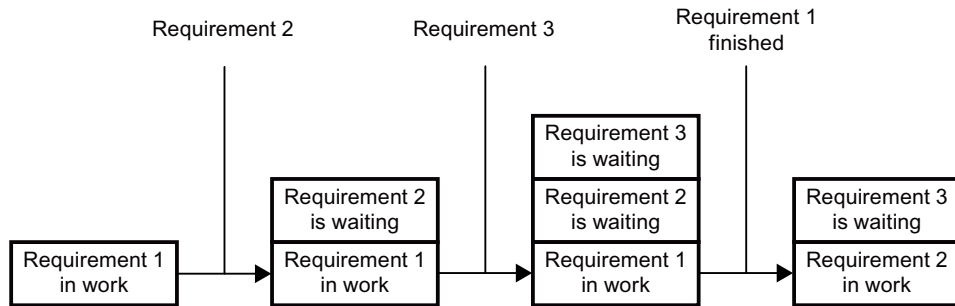 Requirement 2
Requirement 3
Requirement 1
finished
Requirement 1
in work
Requirement 2
is waiting
Requirement 1
in work
Requirement 3
is waiting
Requirement 2
is waiting
Requirement 1
in work
Requirement 3
is waiting
Requirement 2
in work